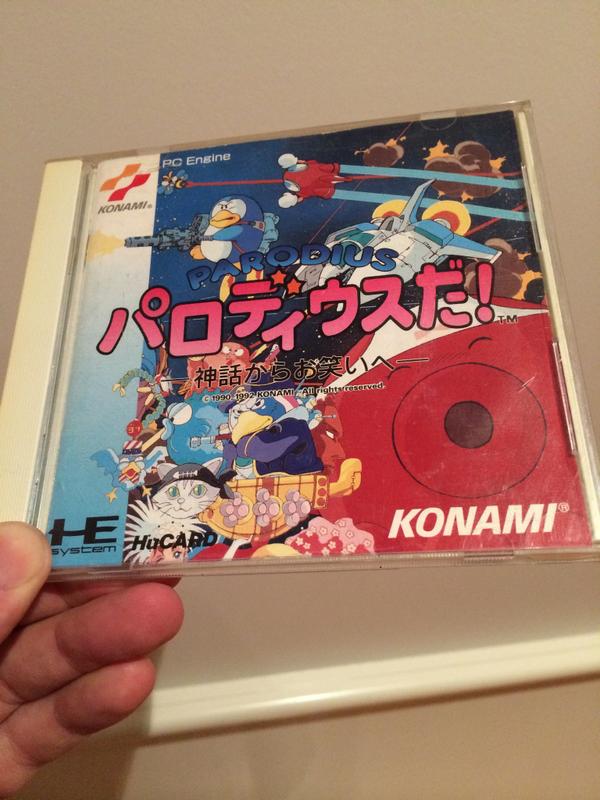 PC Engine
KONAMI®
PARODIUS
パロディウスだ!™
―神話からお笑いへ―
© 1990 1992 KONAMI All rights reserved.
KONAMI®
HE
system
HuCARD